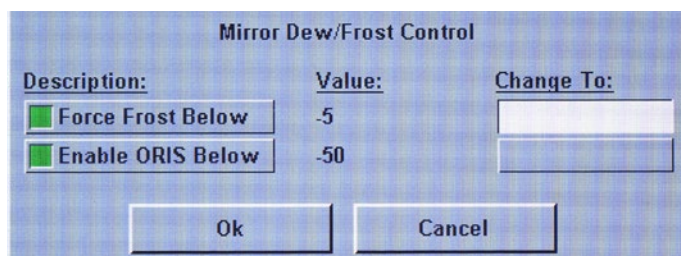 Mirror Dew/Frost Control
Description: Value: Change To:
Force Frost Below -5
Enable ORIS Below -50
Ok Cancel